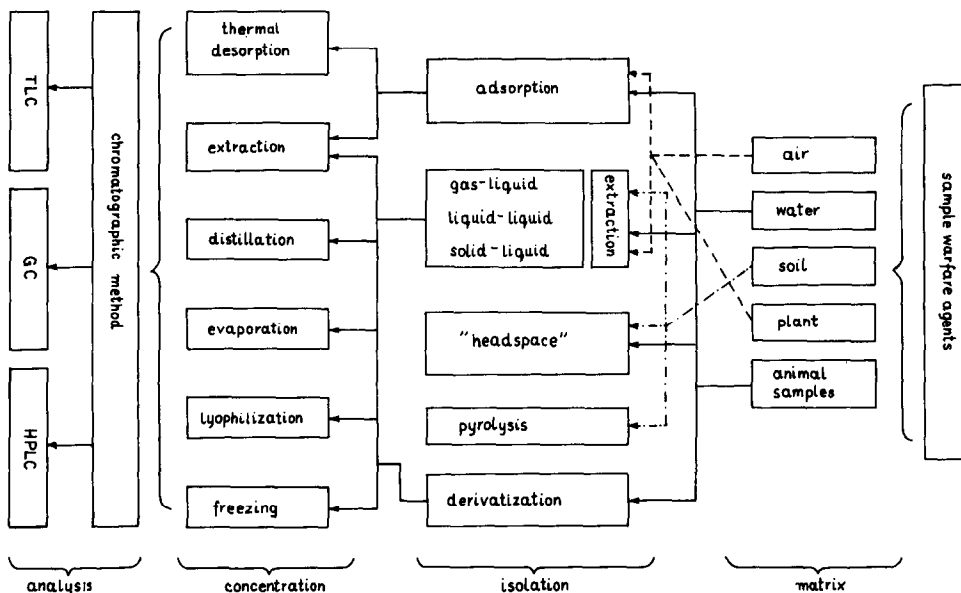 TLC
GC
HPLC
chromatographic method
thermal
desorption
extraction
distillation
evaporation
lyophilization
freezing
adsorption
gas-liquid
liquid-liquid
solid-liquid
extraction
"headspace"
pyrolysis
derivatization
air
water
soil
plant
animal
samples
sample warfare agents
analysis
concentration
isolation
matrix